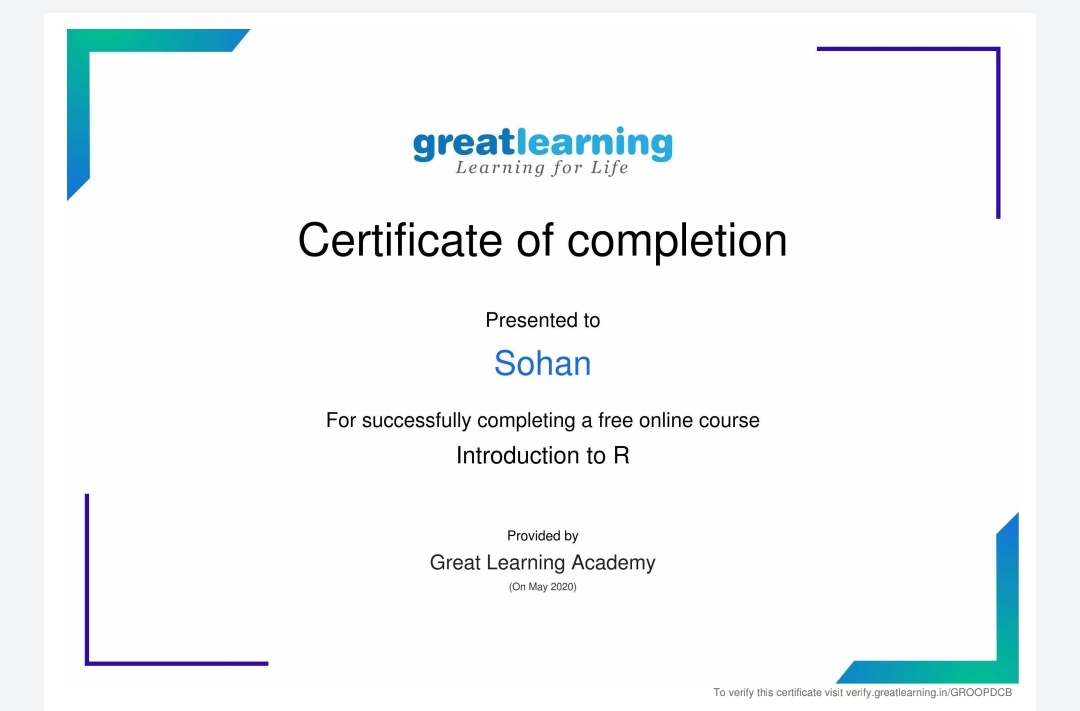 greatlearning
Learning for Life
Certificate of completion
Presented to
Sohan
For successfully completing a free online course
Introduction to R
Provided by
Great Learning Academy
(On May 2020)
To verify this certificate visit verify.greatlearning.in/GROOPDCB